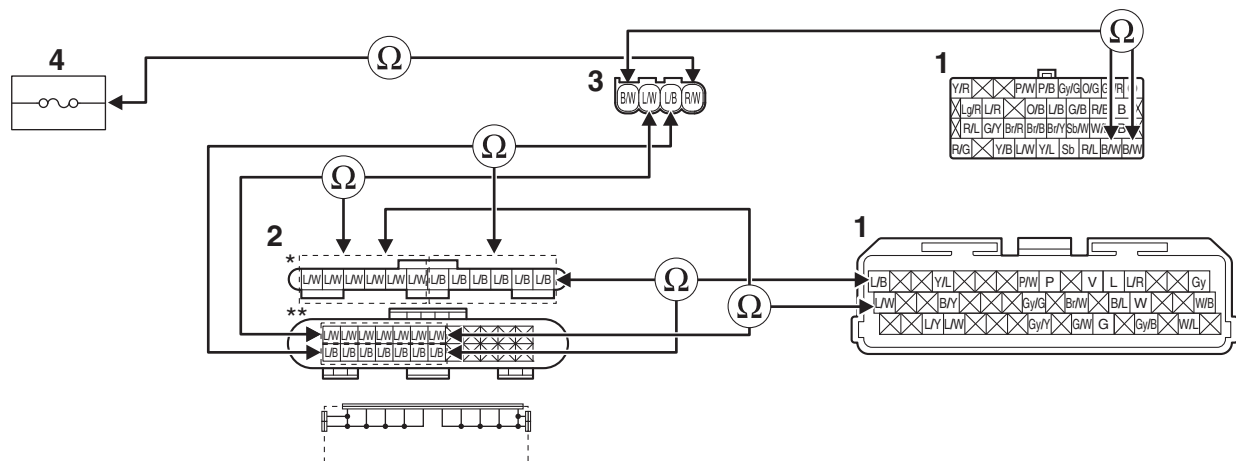 Ω
4
Ω
3
B/W L/W L/B R/W
1
Y/R P/W P/B Gy/G O/G
Lg/R L/R O/B L/B G/B R/B B
R/L G/Y Br/R Br/B Br/Y Sb/W
R/G Y/B L/W Y/L Sb R/L B/W B/W
Ω
Ω
2
*
L/W L/W L/W L/W L/W L/W L/B L/B L/B L/B L/B L/B
Ω
Ω
**
L/W L/W L/W L/W L/W L/W L/W
L/B L/B L/B L/B L/B L/B L/B
1
L/B Y/L P/W P V L L/R Gy
L/W B/Y Gy/G Br/W B/L W W/B
L/Y L/W Gy/Y G/W G Gy/B W/L